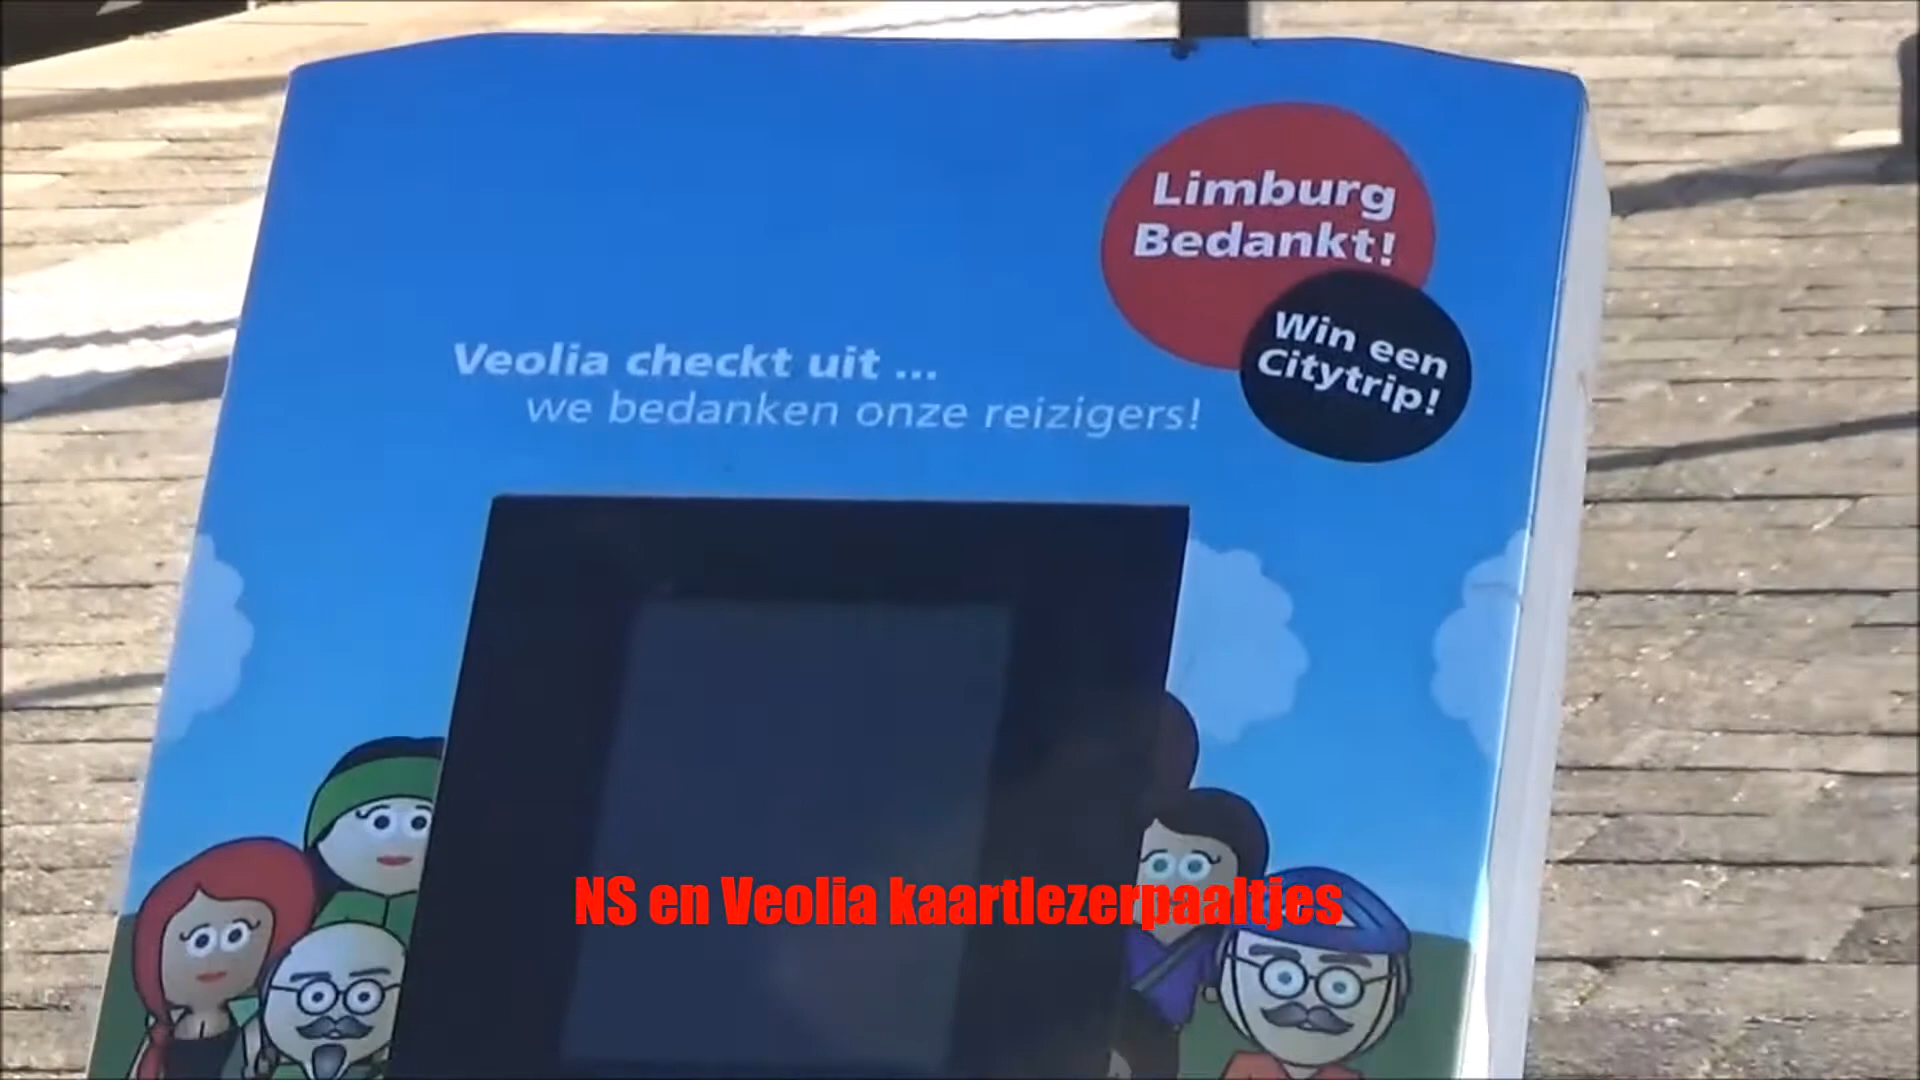 Limburg
Bedankt!
Win een
Citytrip!
Veolia checkt uit ...
we bedanken onze reizigers!
NS en Veolia kaartlezerpaaltjes